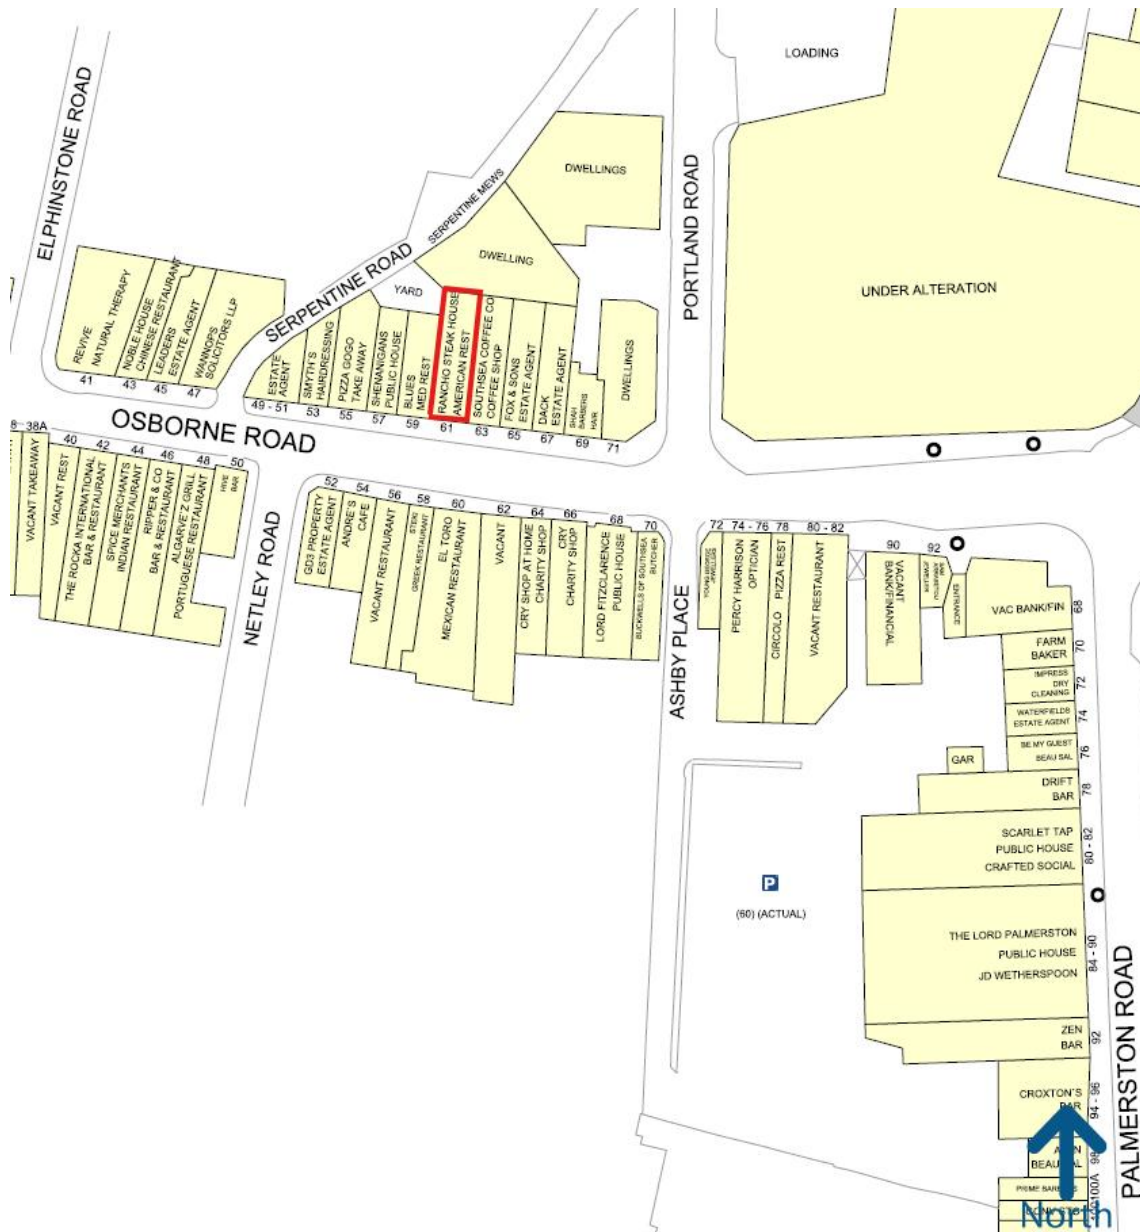 LOADING
ELPHINSTONE ROAD
PORTLAND ROAD
DWELLINGS
SERPENTINE MEWS
SERPENTINE ROAD
DWELLING
YARD
UNDER ALTERATION
REVIVE
NATURAL THERAPY
NOBLE HOUSE
CHINESE RESTAURANT
LEADERS
ESTATE AGENT
WANNOPS
SOLICITORS LLP
41
43
45
47
ESTATE
AGENT
SMYTH'S
HAIRDRESSING
PIZZA GOGO
TAKE AWAY
SHENANIGANS
PUBLIC HOUSE
BLUES
MED REST
RANCHO STEAK HOUSE
AMERICAN REST
SOUTHSEA COFFEE CO
COFFEE SHOP
FOX & SONS
ESTATE AGENT
DACK
ESTATE AGENT
SHAH
BARBERS
HAIR
DWELLINGS
49 - 51
53
55
57
59
61
63
65
67
69
71
OSBORNE ROAD
8
38A
40
42
44
46
48
50
VACANT TAKEAWAY
VACANT REST
THE ROCKA INTERNATIONAL
BAR & RESTAURANT
SPICE MERCHANTS
INDIAN RESTAURANT
RIPPER & CO
BAR & RESTAURANT
ALGARVE Z GRILL
PORTUGUESE RESTAURANT
HIVE
BAR
NETLEY ROAD
52
54
56
58
60
62
64
66
68
70
GD3 PROPERTY
ESTATE AGENT
ANDRE'S
CAFE
VACANT RESTAURANT
STEKI
GREEK RESTAURANT
EL TORO
MEXICAN RESTAURANT
VACANT
CRY SHOP AT HOME
CHARITY SHOP
CRY
CHARITY SHOP
LORD FITZCLARENCE
PUBLIC HOUSE
BUCKWELLS OF SOUTHSEA
BUTCHER
ASHBY PLACE
72
74 - 76
78
80 - 82
PERCY HARRISON
OPTICIAN
CIRCOLO PIZZA REST
VACANT RESTAURANT
90
92
VACANT
BANK/FINANCIAL
ENTRANCE
VAC BANK/FIN
68
FARM
BAKER
70
IMPRESS
DRY
CLEANING
72
WATERFIELDS
ESTATE AGENT
74
BE MY GUEST
BEAU SAL
76
GAR
DRIFT
BAR
78
SCARLET TAP
PUBLIC HOUSE
CRAFTED SOCIAL
80 - 82
P
(60) (ACTUAL)
THE LORD PALMERSTON
PUBLIC HOUSE
JD WETHERSPOON
84 - 90
ZEN
BAR
92
CROXTON'S
BAR
94 - 96
98
100A
PALMERSTON ROAD
North